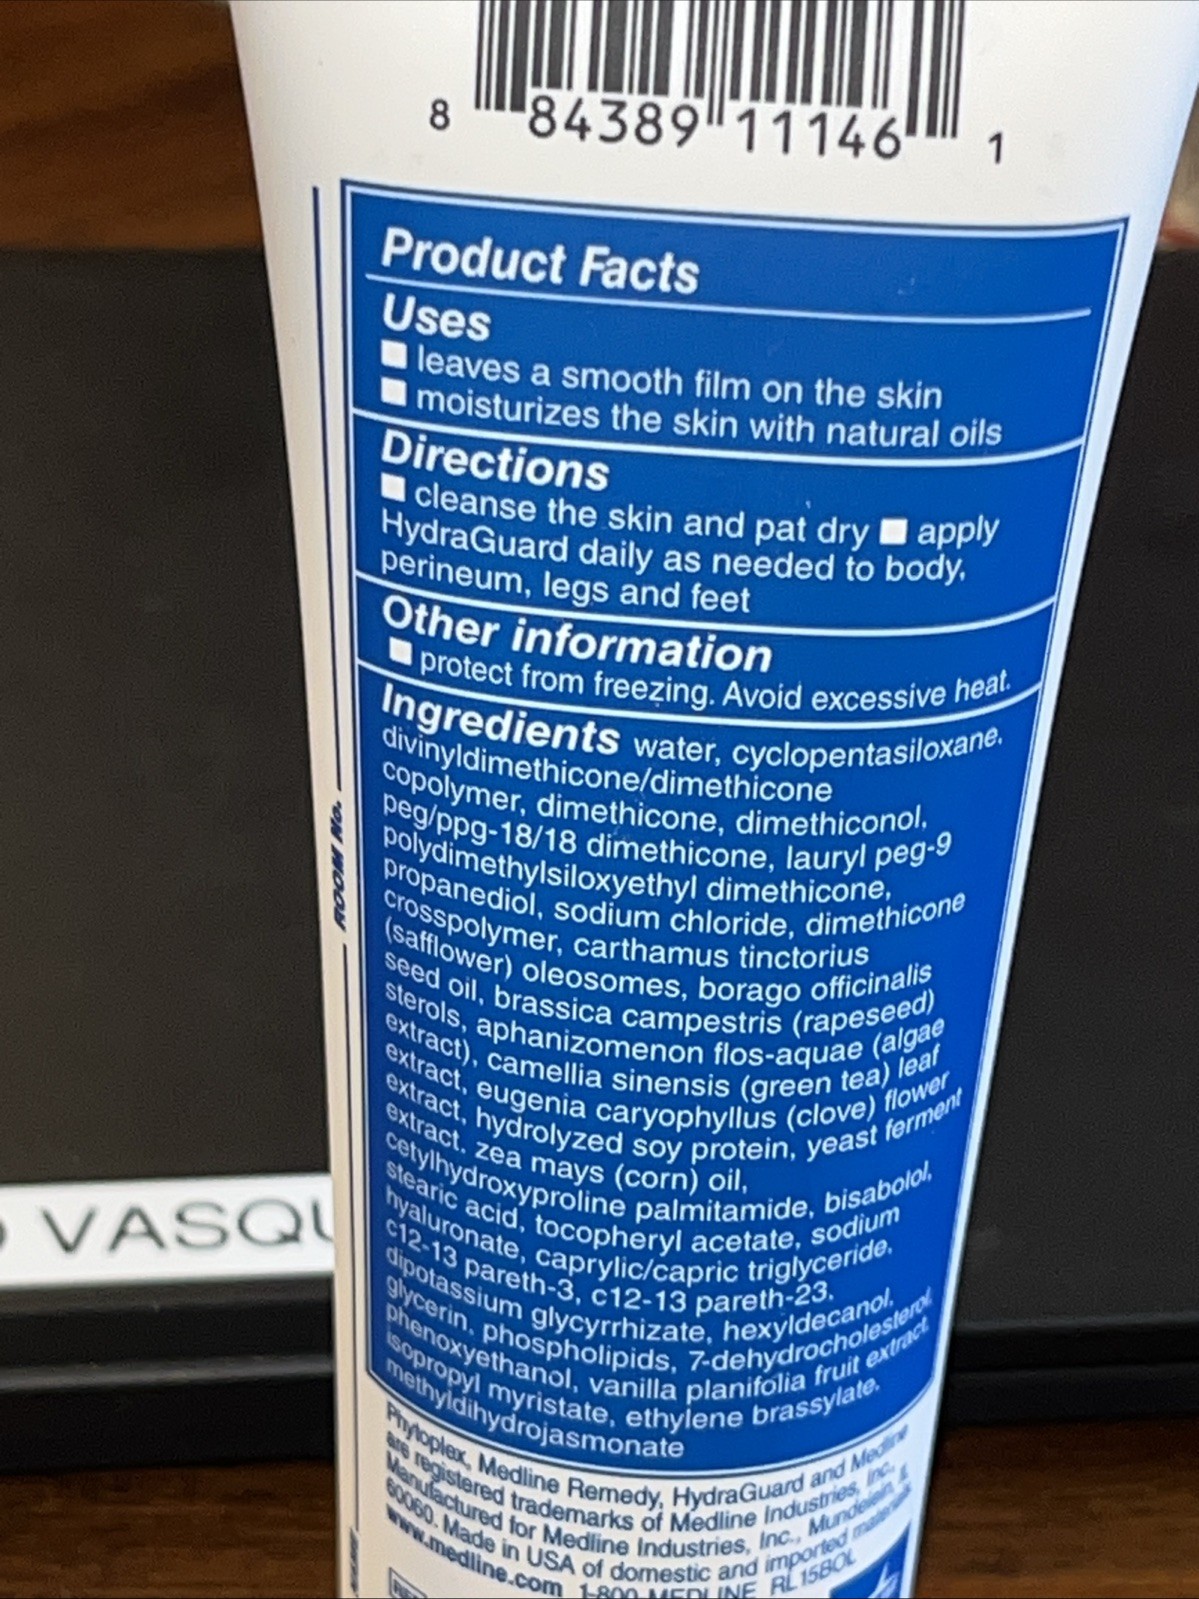 8 84389 11146 1
Product Facts
Uses
■ leaves a smooth film on the skin
■ moisturizes the skin with natural oils
Directions
■ cleanse the skin and pat dry ■ apply
HydraGuard daily as needed to body,
perineum, legs and feet
Other information
■ protect from freezing. Avoid excessive heat.
Ingredients water, cyclopentasiloxane,
divinyldimethicone/dimethicone
copolymer, dimethicone, dimethiconol,
peg/ppg-18/18 dimethicone, lauryl peg-9
polydimethylsiloxyethyl dimethicone,
propanediol, sodium chloride, dimethicone
crosspolymer, carthamus tinctorius
(safflower) oleosomes, borago officinalis
seed oil, brassica campestris (rapeseed)
sterols, aphanizomenon flos-aquae (algae
extract), camellia sinensis (green tea) leaf
extract, eugenia caryophyllus (clove) flower
extract, hydrolyzed soy protein, yeast ferment
extract, zea mays (corn) oil,
cetylhydroxyproline palmitamide, bisabolol,
stearic acid, tocopheryl acetate, sodium
hyaluronate, caprylic/capric triglyceride,
c12-13 pareth-3, c12-13 pareth-23,
dipotassium glycyrrhizate, hexyldecanol,
glycerin, phospholipids, 7-dehydrocholesterol,
phenoxyethanol, vanilla planifolia fruit extract,
isopropyl myristate, ethylene brassylate,
methyldihydrojasmonate
Phytoplex, Medline Remedy, HydraGuard and Medline
are registered trademarks of Medline Industries, Inc.
Manufactured for Medline Industries, Inc., Mundelein, IL
60060. Made in USA of domestic and imported materials
www.medline.com 1-800-MEDLINE RL15BOL
ROOM No.
VASQU